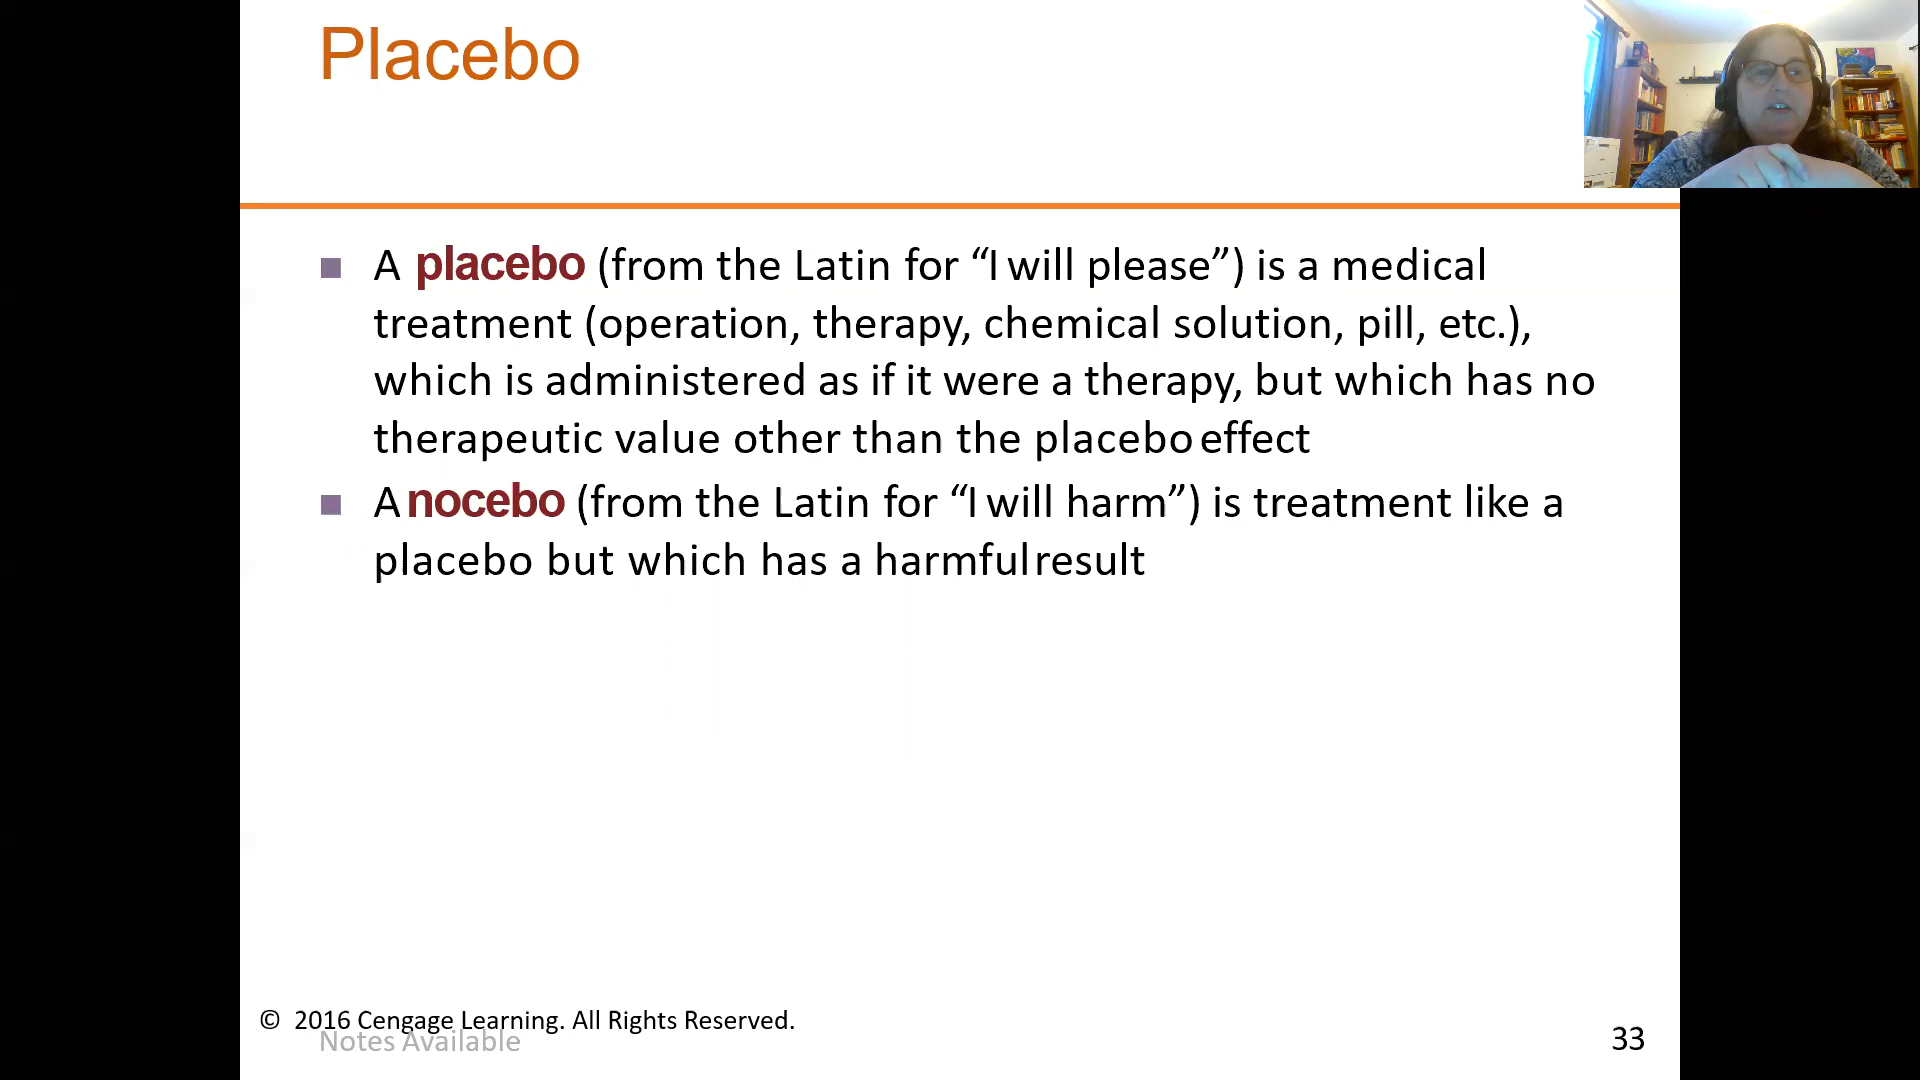 Placebo
A placebo (from the Latin for “I will please”) is a medical
treatment (operation, therapy, chemical solution, pill, etc.),
which is administered as if it were a therapy, but which has no
therapeutic value other than the placebo effect
A nocebo (from the Latin for “I will harm”) is treatment like a
placebo but which has a harmful result
© 2016 Cengage Learning. All Rights Reserved.
Notes Available
33